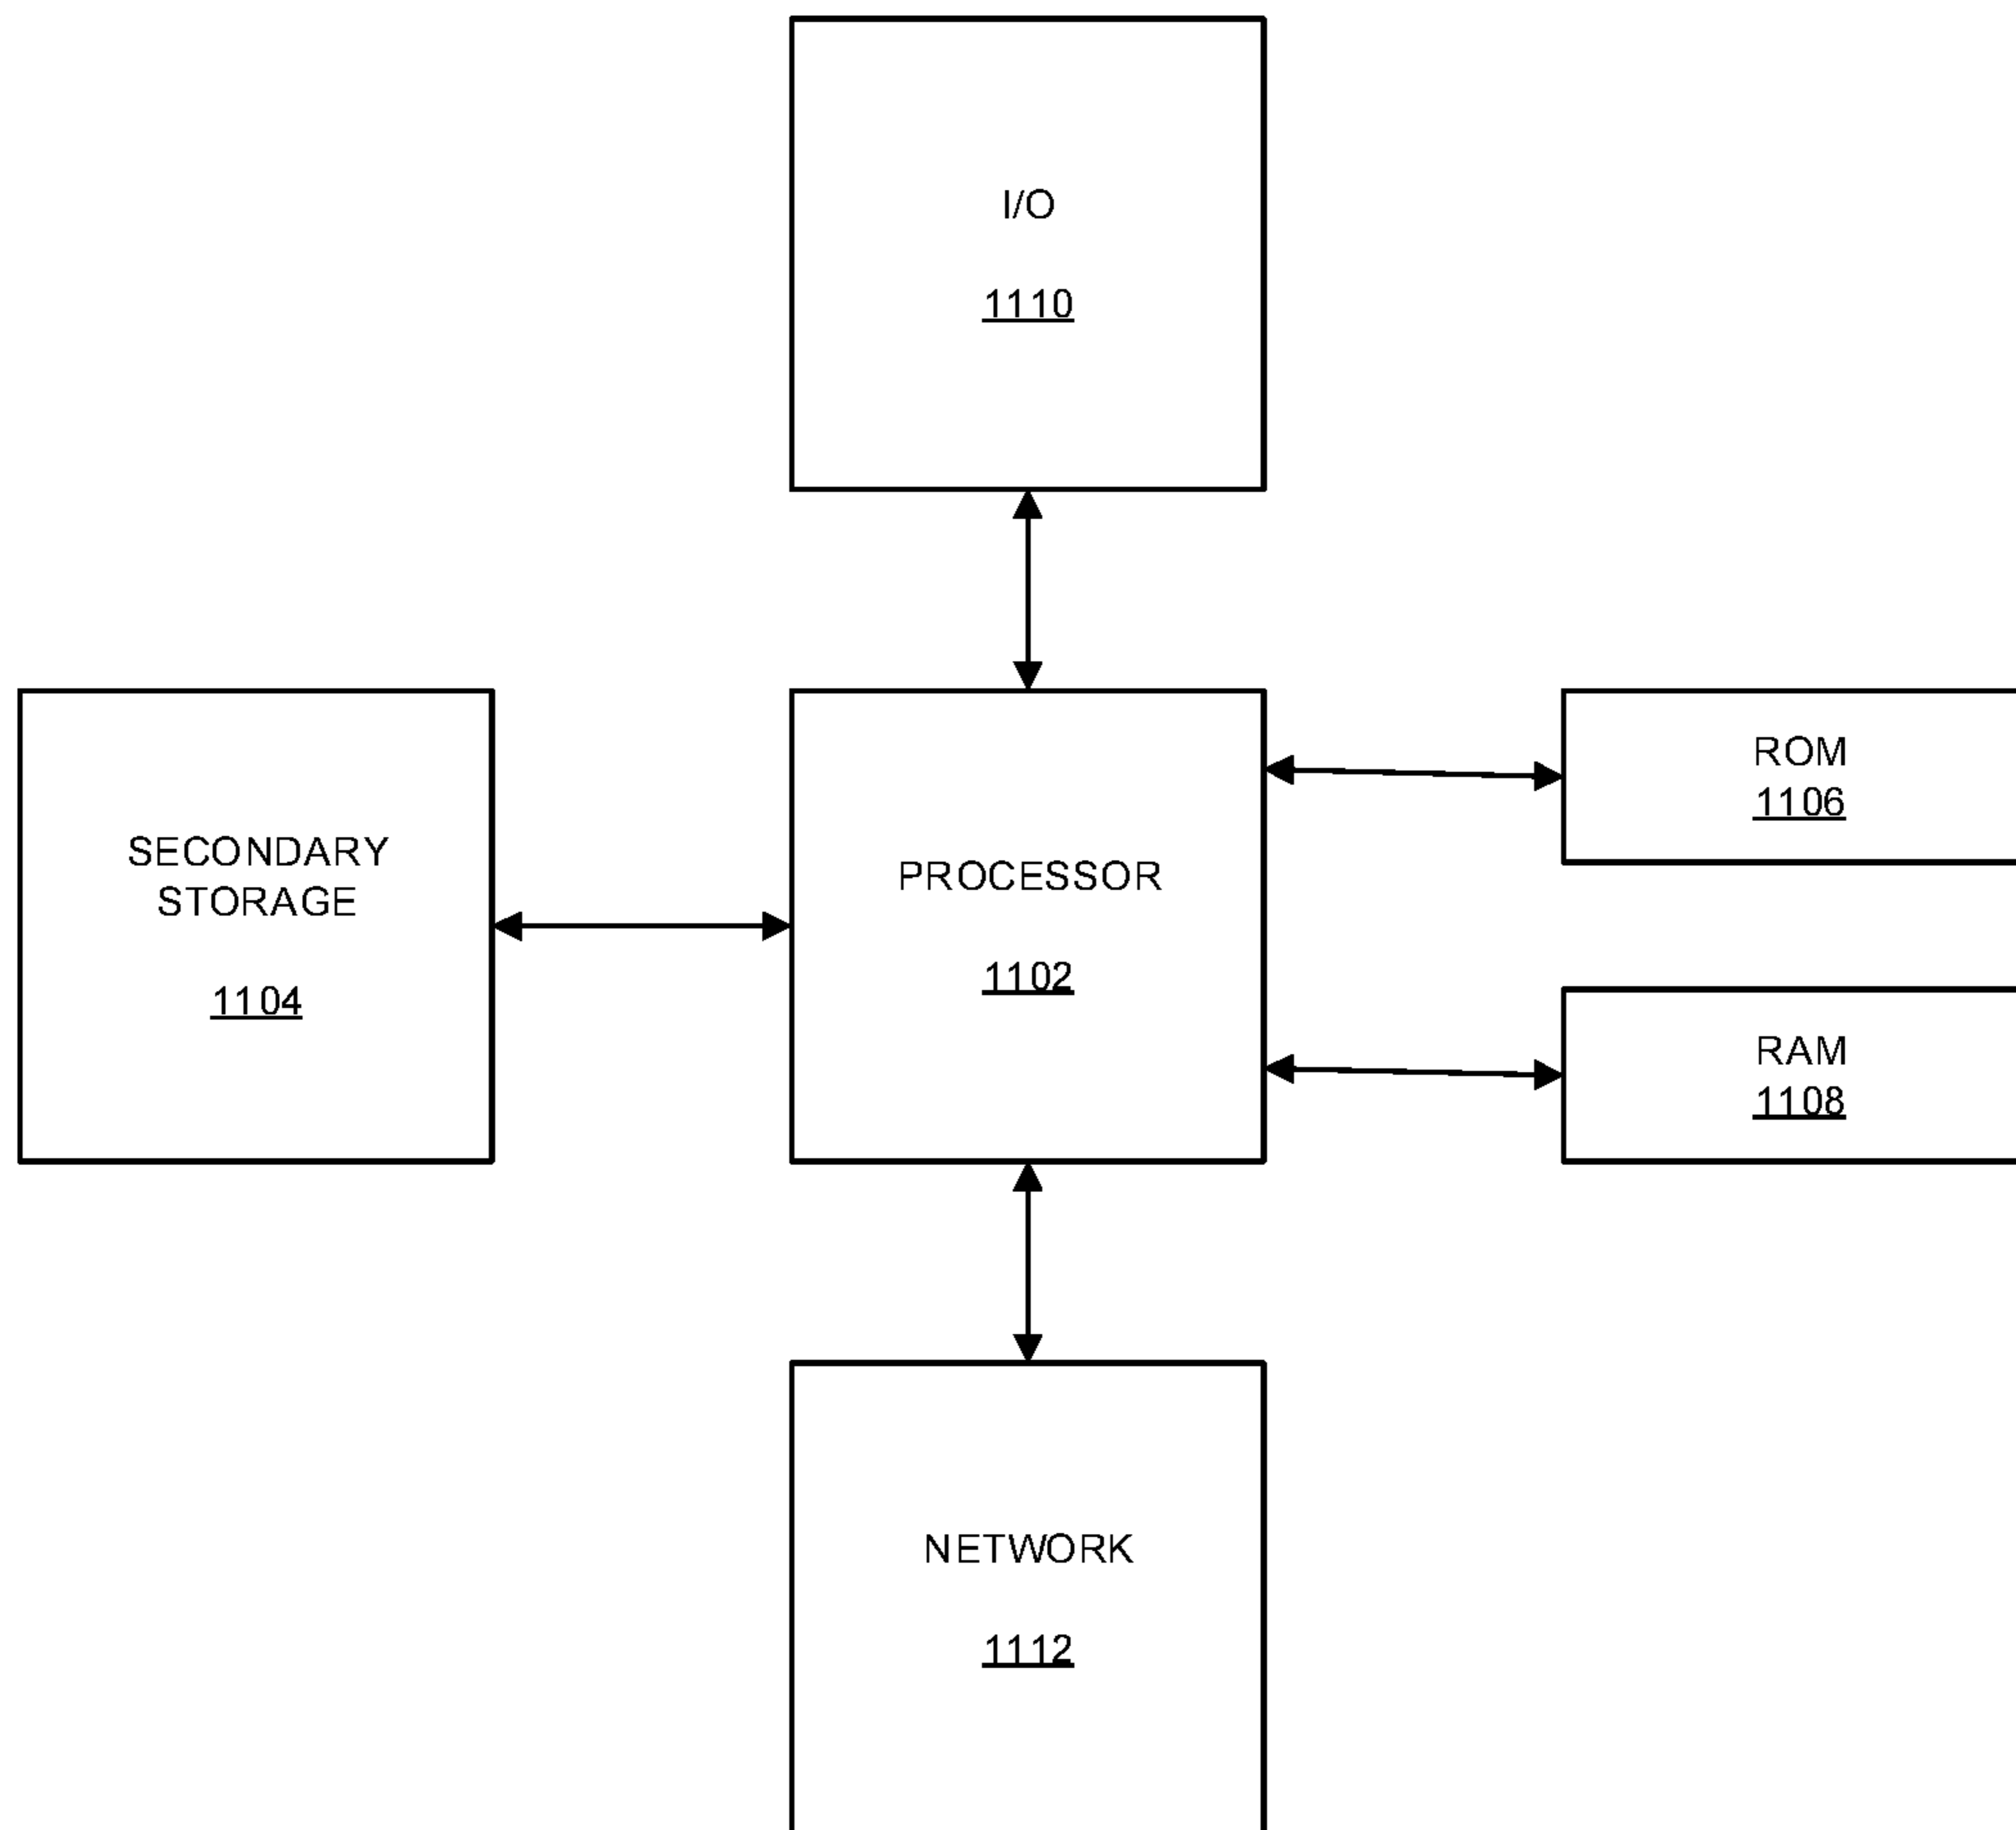 I/O
1110
SECONDARY
STORAGE
1104
PROCESSOR
1102
ROM
1106
RAM
1108
NETWORK
1112